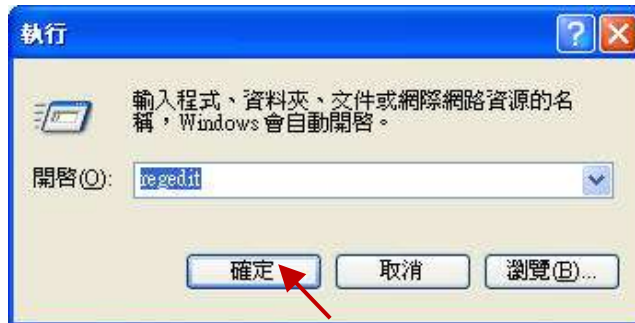 執行
輸入程式、資料夾、文件或網際網路資源的名
稱，Windows 會自動開啓。
開啓(O): regedit
確定 取消 瀏覽(B)...